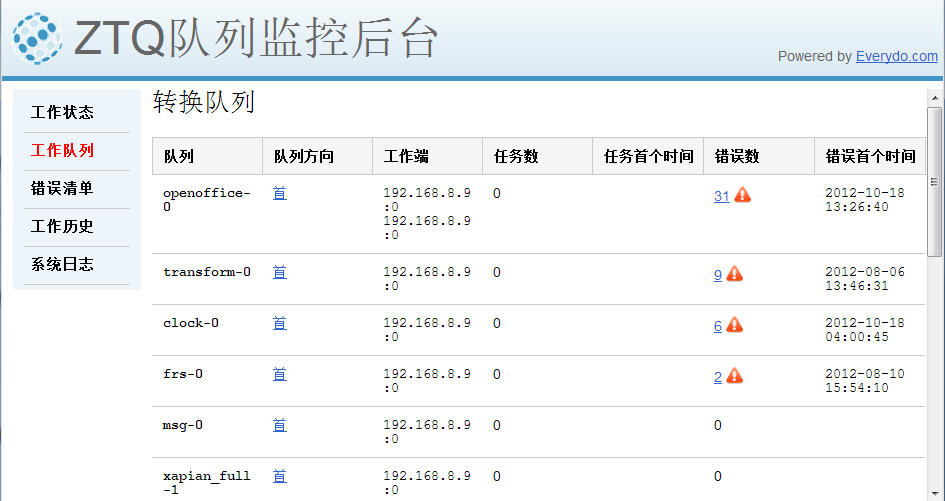 ZTQ队列监控后台
Powered by Everydo.com
工作状态
工作队列
错误清单
工作历史
系统日志
转换队列
队列 队列方向 工作端 任务数 任务首个时间 错误数 错误首个时间
openoffice- 首 192.168.8.9 0 31 2012-10-18
0 :0 13:26:40
192.168.8.9
:0
transform-0 首 192.168.8.9 0 9 2012-08-06
:0 13:46:31
clock-0 首 192.168.8.9 0 6 2012-10-18
:0 04:00:45
frs-0 首 192.168.8.9 0 2 2012-08-10
:0 15:54:10
msg-0 首 192.168.8.9 0 0
:0
xapian_full 首 192.168.8.9 0 0
-1 :0